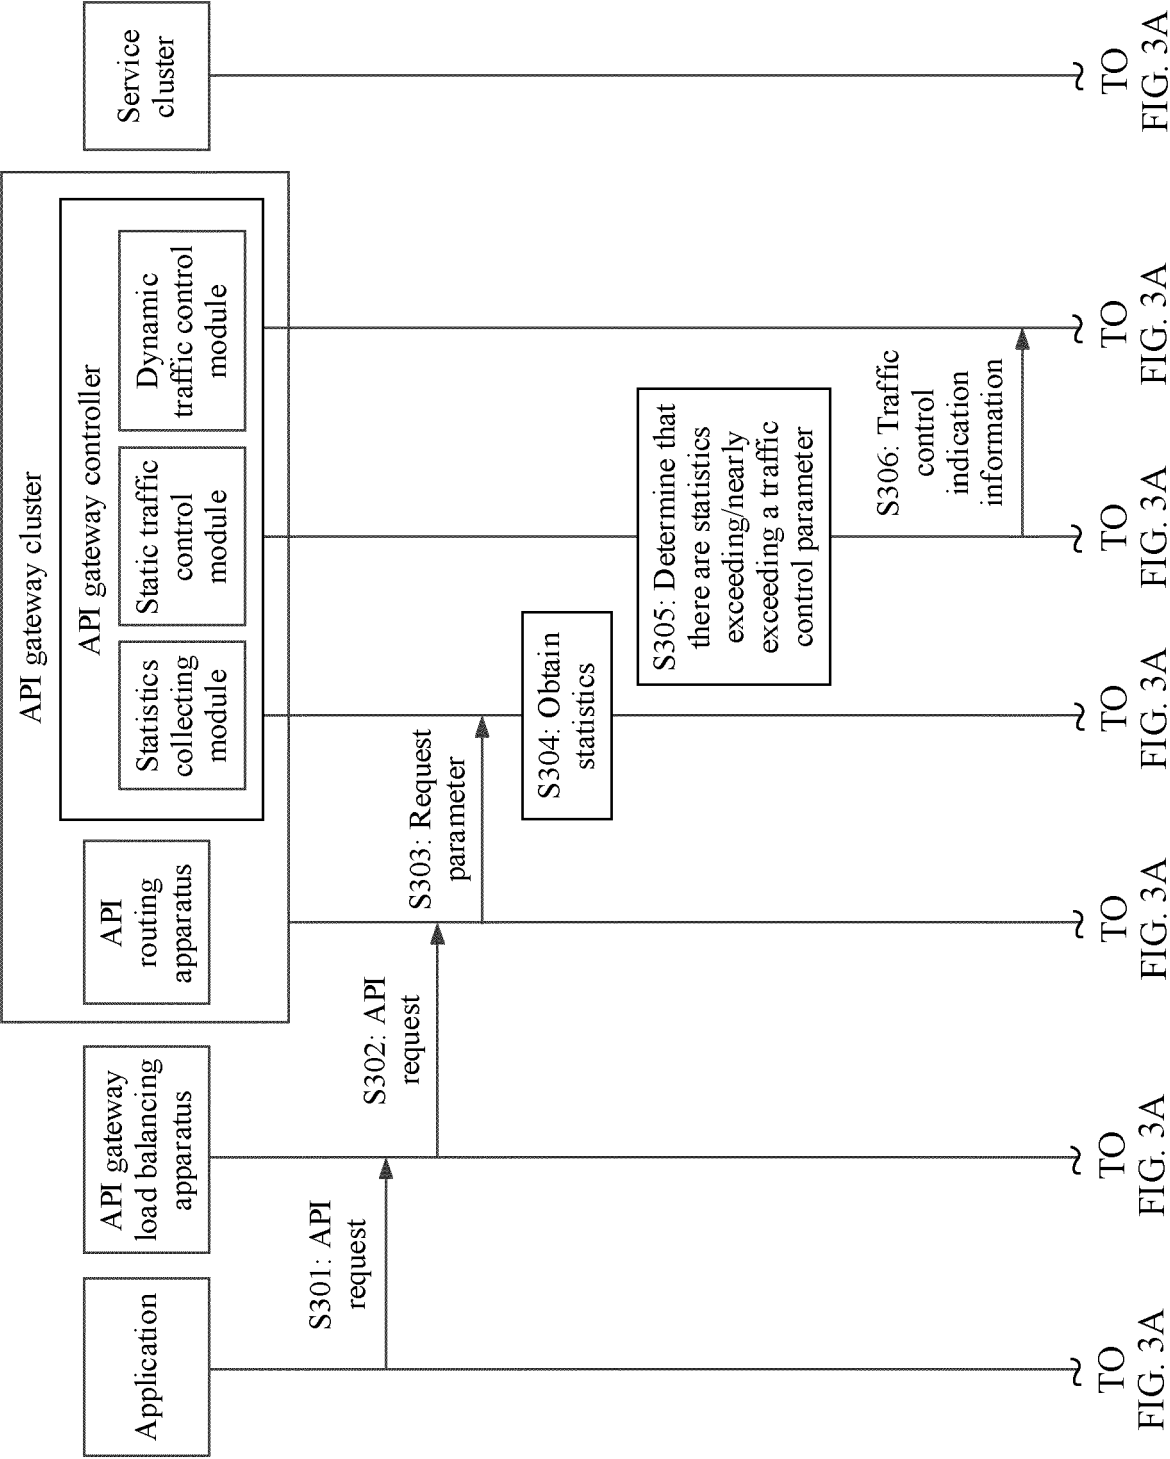 API gateway cluster
API gateway controller
Application
API gateway
load balancing
apparatus
API
routing
apparatus
Statistics
collecting
module
Static traffic
control
module
Dynamic
traffic control
module
Service
cluster
S301: API
request
S302: API
request
S303: Request
parameter
S304: Obtain
statistics
S305: Determine that
there are statistics
exceeding/nearly
exceeding a traffic
control parameter
S306: Traffic
control
indication
information
TO
FIG. 3A
TO
FIG. 3A
TO
FIG. 3A
TO
FIG. 3A
TO
FIG. 3A
TO
FIG. 3A
TO
FIG. 3A